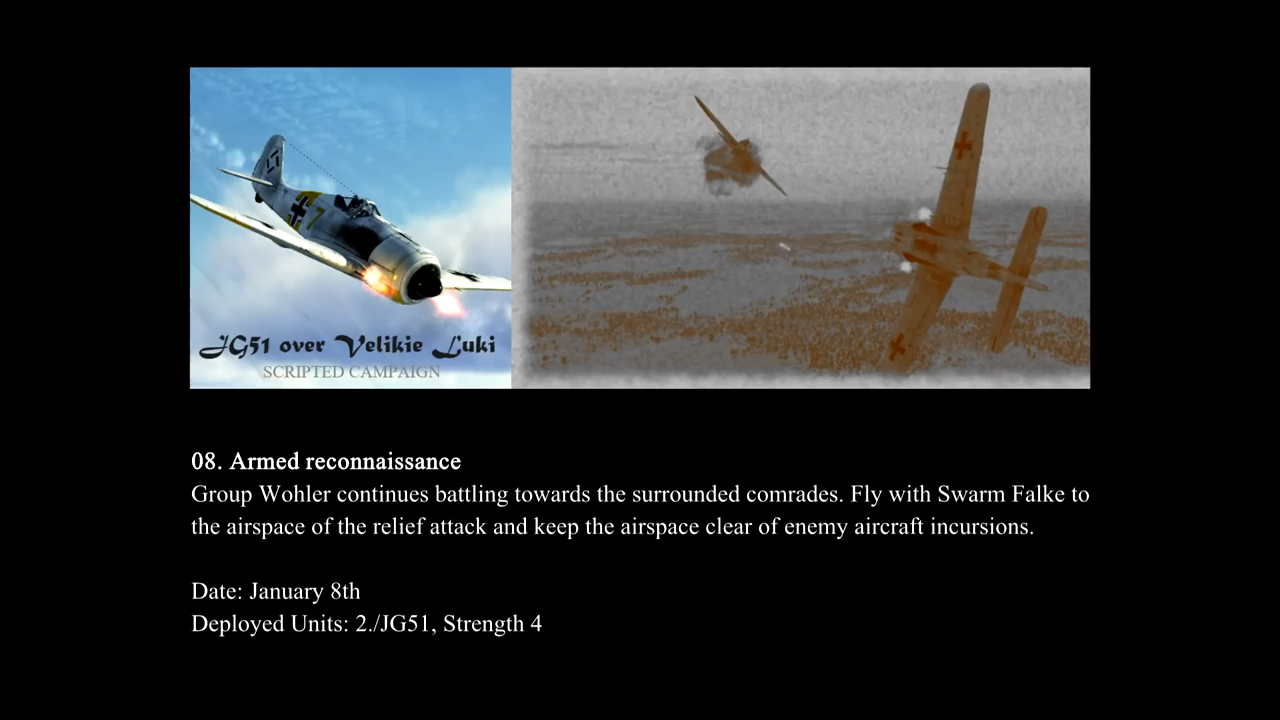 JG51 over Velikie Luki
SCRIPTED CAMPAIGN
08. Armed reconnaissance
Group Wohler continues battling towards the surrounded comrades. Fly with Swarm Falke to
the airspace of the relief attack and keep the airspace clear of enemy aircraft incursions.
Date: January 8th
Deployed Units: 2./JG51, Strength 4